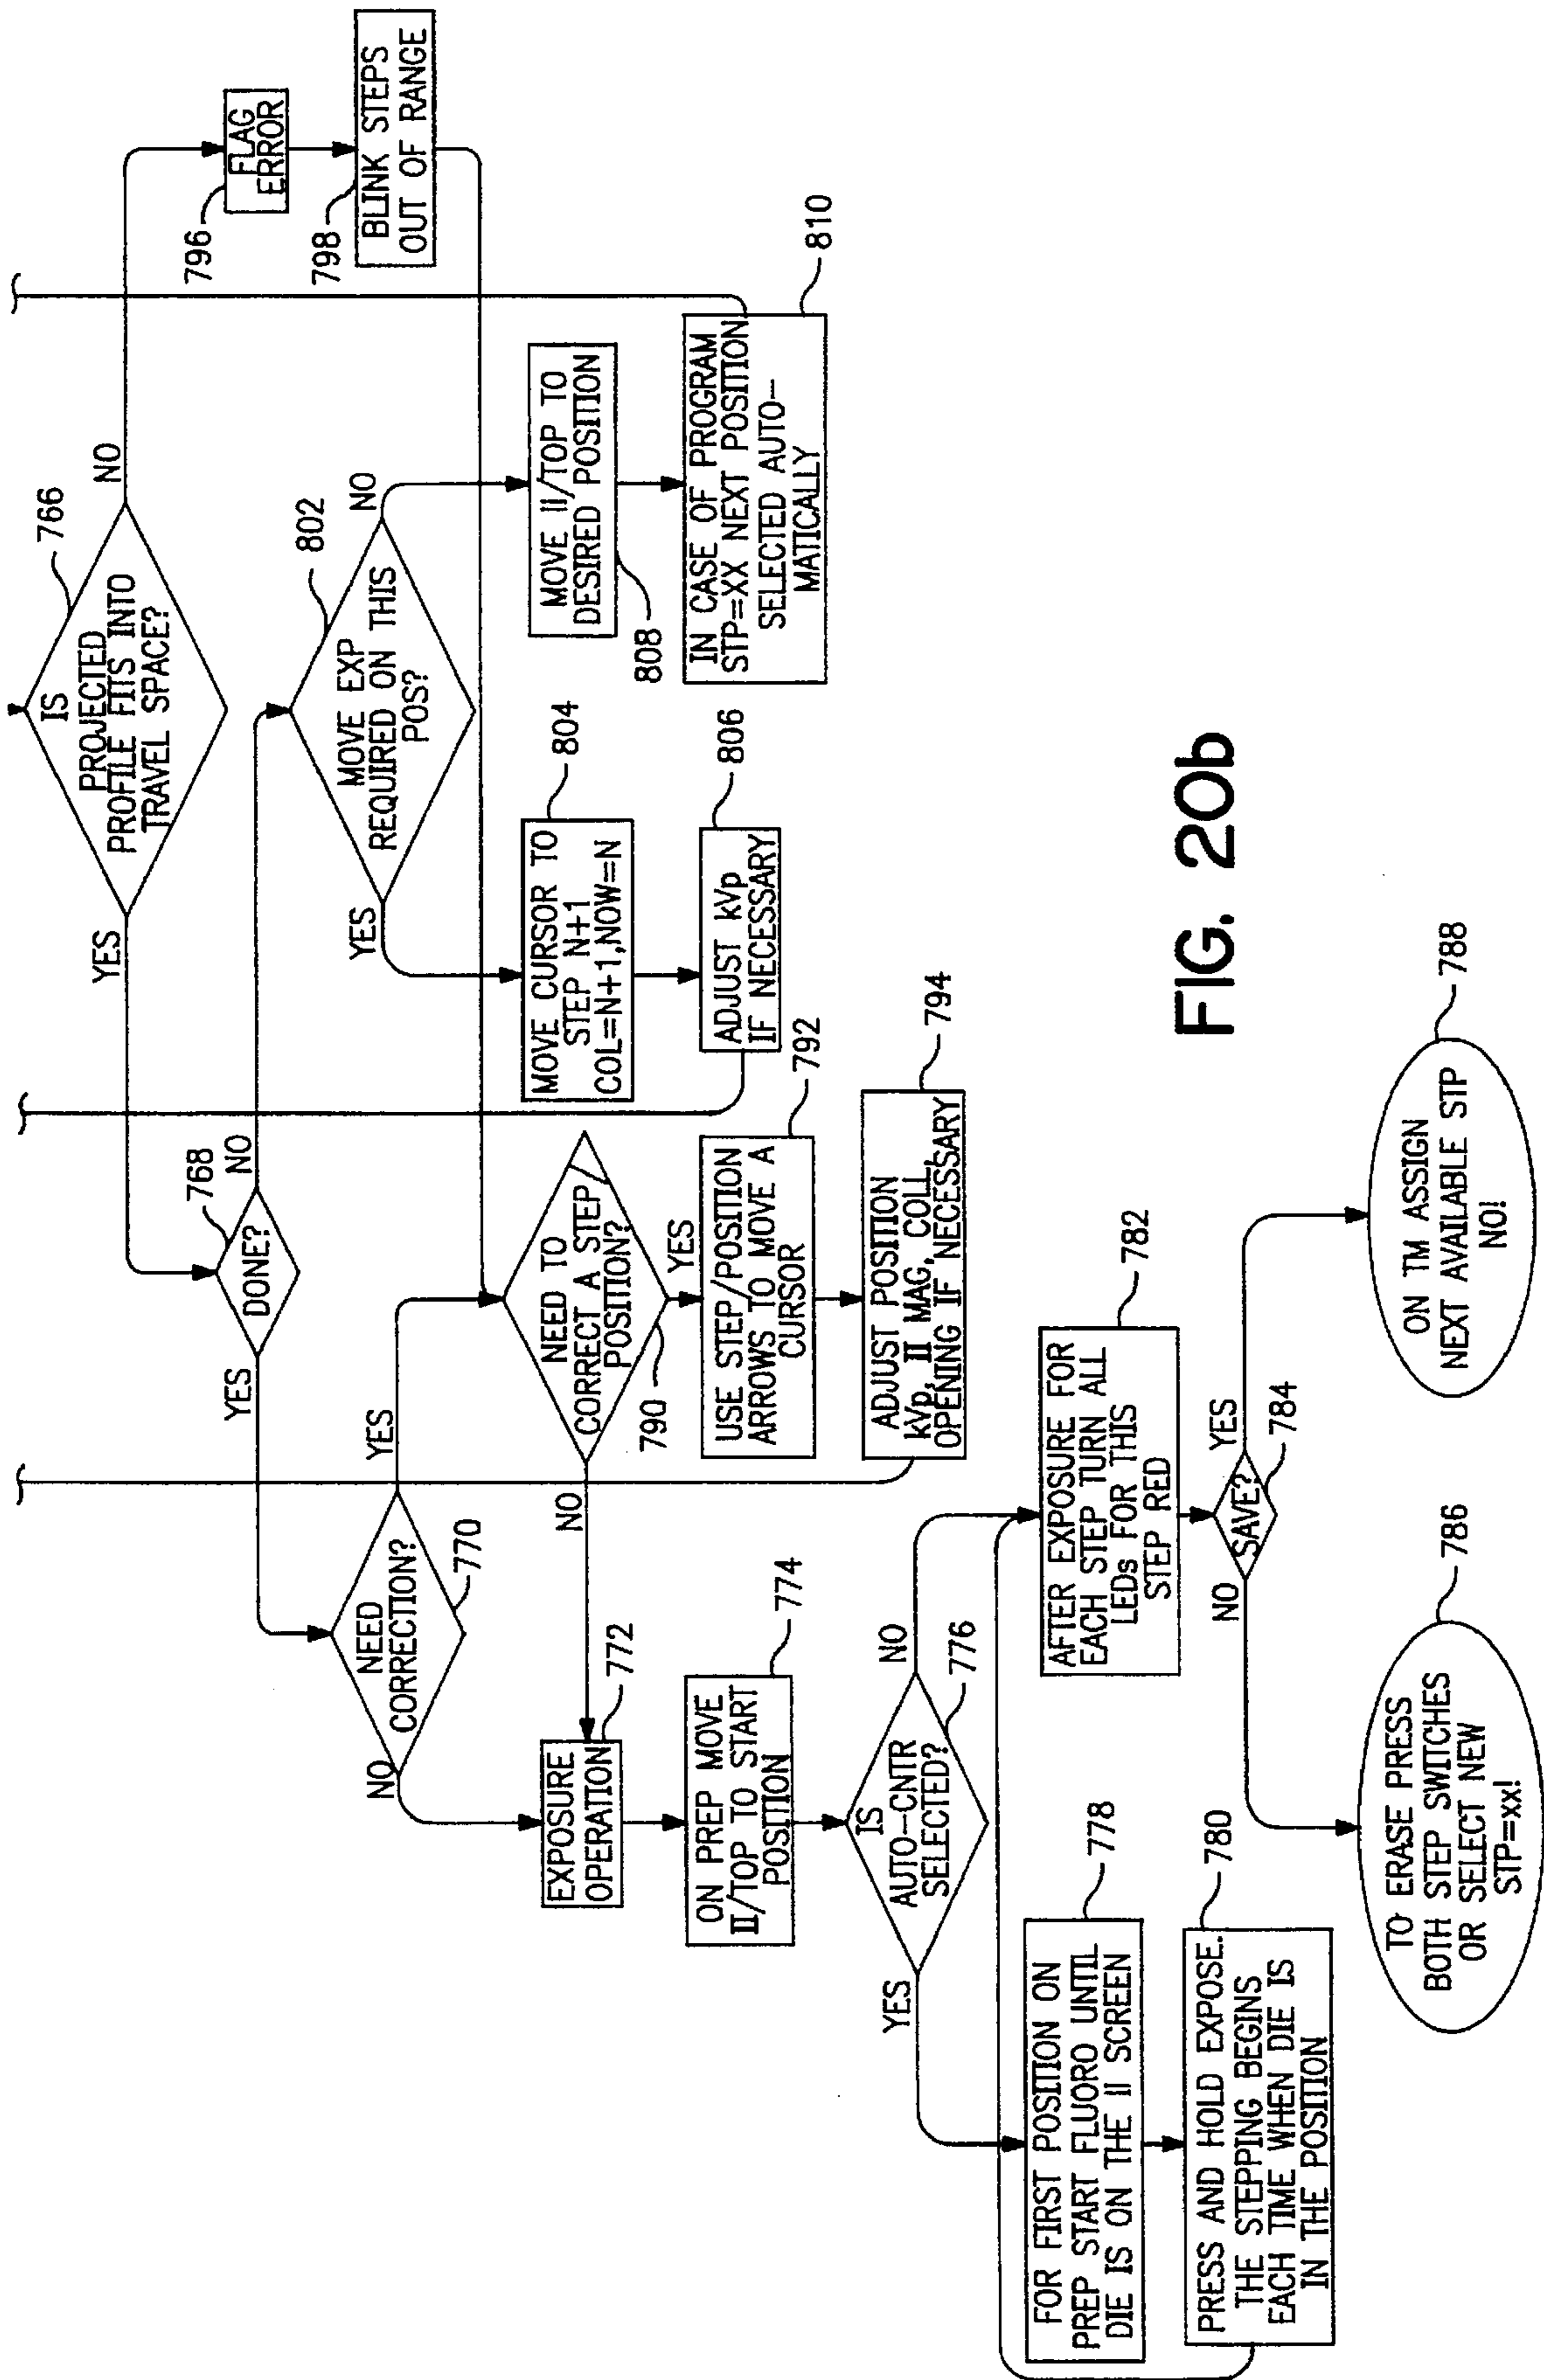 IS
PROJECTED
PROFILE FITS INTO
TRAVEL SPACE?
766
YES
NO
FLAG
ERROR
796
BLINK STEPS
OUT OF RANGE
798
DONE?
768
YES
NO
MOVE EXP
REQUIRED ON THIS
POS?
802
YES
NO
MOVE CURSOR TO
STEP N+1
COL=N+1,NOW=N
804
ADJUST kVp
IF NECESSARY
806
MOVE II/TOP TO
DESIRED POSITION
808
IN CASE OF PROGRAM
STP=XX NEXT POSITION
SELECTED AUTO-
MATICALLY
810
NEED
CORRECTION?
770
NO
YES
NEED TO
CORRECT A STEP/
POSITION?
790
NO
YES
USE STEP/POSITION
ARROWS TO MOVE A
CURSOR
792
ADJUST POSITION
kVp, II MAG, COLL,
OPENING IF NECESSARY
794
EXPOSURE
OPERATION
772
ON PREP MOVE
II/TOP TO START
POSITION
774
IS
AUTO-CNTR
SELECTED?
776
YES
NO
FOR FIRST POSITION ON
PREP START FLUORO UNTIL
DIE IS ON THE II SCREEN
778
PRESS AND HOLD EXPOSE.
THE STEPPING BEGINS
EACH TIME WHEN DIE IS
IN THE POSITION
780
AFTER EXPOSURE FOR
EACH STEP TURN ALL
LEDs FOR THIS
STEP RED
782
SAVE?
784
NO
YES
TO ERASE PRESS
BOTH STEP SWITCHES
OR SELECT NEW
STP=xx!
786
ON TM ASSIGN
NEXT AVAILABLE STP
NO!
788
FIG. 20b